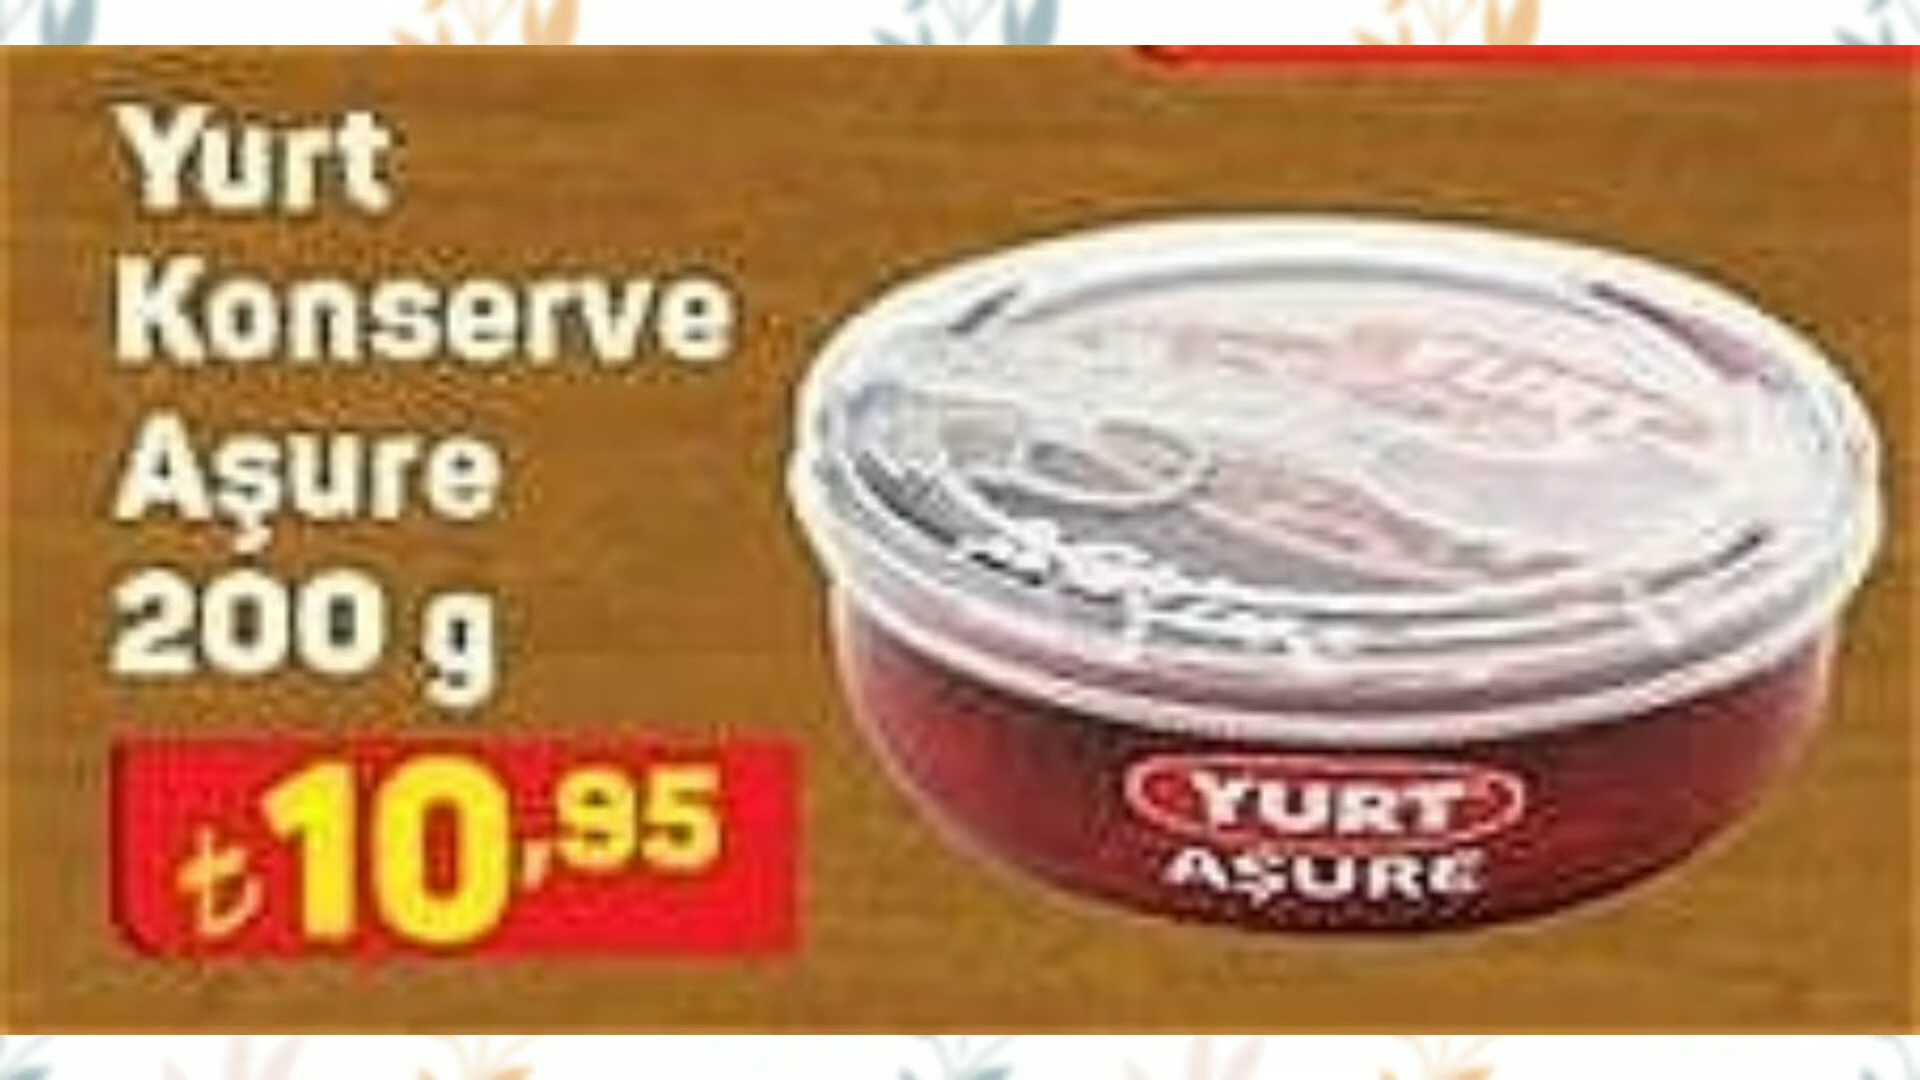 Yurt
Konserve
Aşure
200 g
₺10,95
YURT
AŞURE